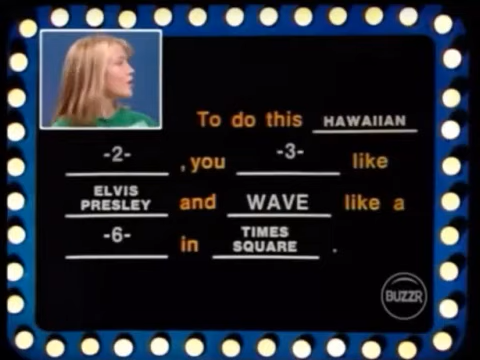 To do this HAWAIIAN
-2- , you -3- like
ELVIS PRESLEY and WAVE like a
-6- in TIMES SQUARE .
BUZZR